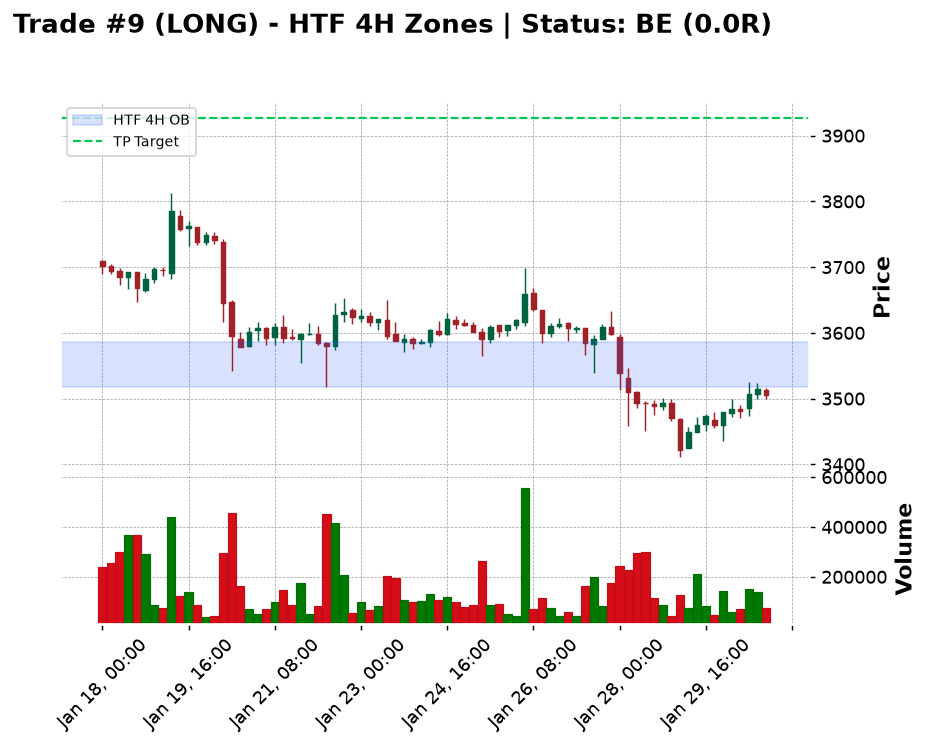 Trade #9 (LONG) - HTF 4H Zones | Status: BE (0.0R)
HTF 4H OB
TP Target
3900
3800
3700
3600
3500
3400
Price
600000
400000
200000
Volume
Jan 18, 00:00
Jan 19, 16:00
Jan 21, 08:00
Jan 23, 00:00
Jan 24, 16:00
Jan 26, 08:00
Jan 28, 00:00
Jan 29, 16:00